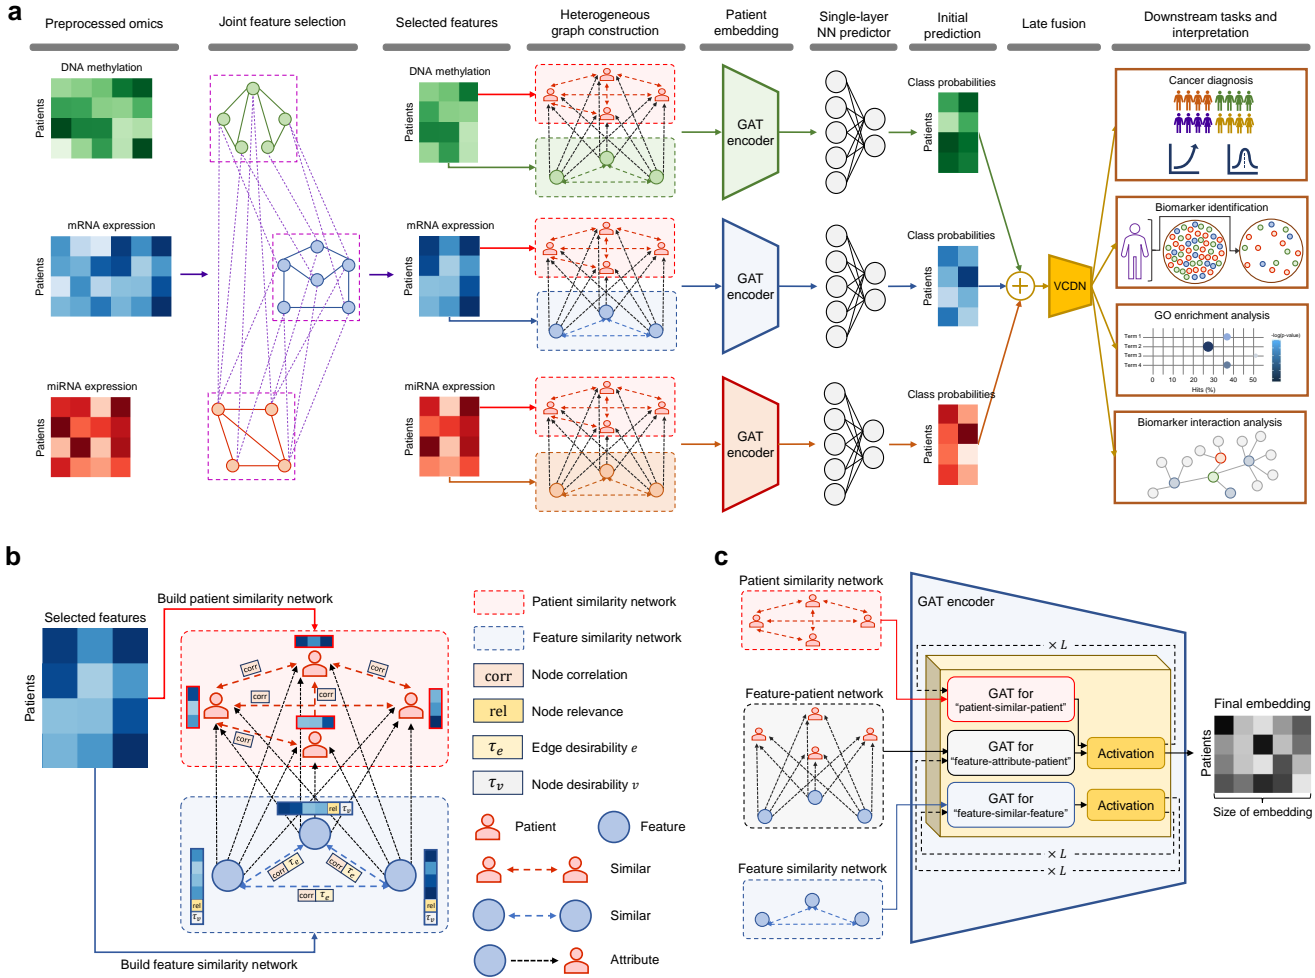 a
Preprocessed omics
Joint feature selection
Selected features
Heterogeneous
graph construction
Patient
embedding
Single-layer
NN predictor
Initial
prediction
Late fusion
Downstream tasks and
interpretation
DNA methylation
Patients
DNA methylation
Patients
GAT
encoder
Class probabilities
Patients
Cancer diagnosis
mRNA expression
Patients
mRNA expression
Patients
GAT
encoder
Class probabilities
Patients
VCDN
Biomarker identification
GO enrichment analysis
Term 1
Term 2
Term 3
Term 4
0 10 20 30 40 50
Hits (%)
-log(p-value)
miRNA expression
Patients
miRNA expression
Patients
GAT
encoder
Class probabilities
Patients
Biomarker interaction analysis
b
Build patient similarity network
Selected features
Patients
corr
corr
corr
corr
corr
rel τv
corr τe
corr τe
corr τe
rel
τv
rel
τv
Build feature similarity network
Patient similarity network
Feature similarity network
corr Node correlation
rel Node relevance
τe Edge desirability e
τv Node desirability v
Patient
Feature
Similar
Similar
Attribute
c
Patient similarity network
Feature-patient network
Feature similarity network
GAT encoder
× L
GAT for
“patient-similar-patient”
GAT for
“feature-attribute-patient”
GAT for
“feature-similar-feature”
Activation
Activation
× L
× L
Final embedding
Patients
Size of embedding